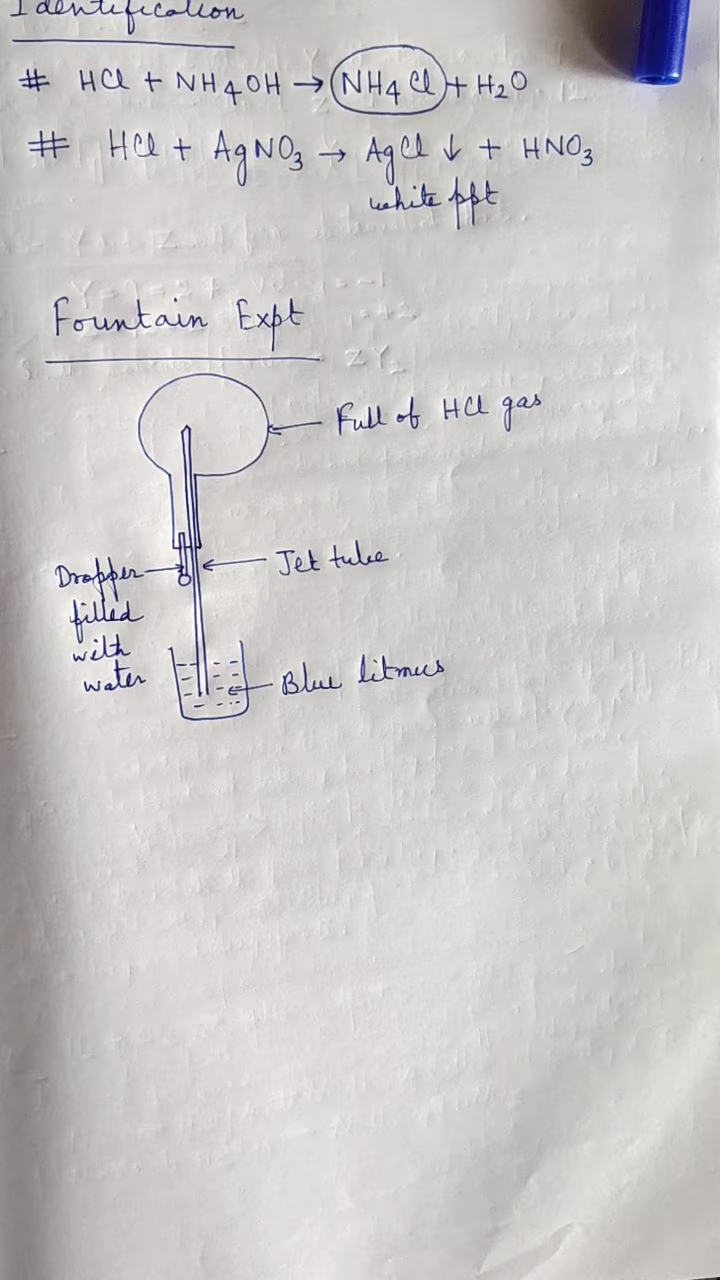 Identification
# HCl + NH4OH → NH4Cl + H2O
# HCl + AgNO3 → AgCl ↓ + HNO3
white ppt
Fountain Expt
Full of HCl gas
Dropper
filled
with
water
Jet tube
Blue litmus